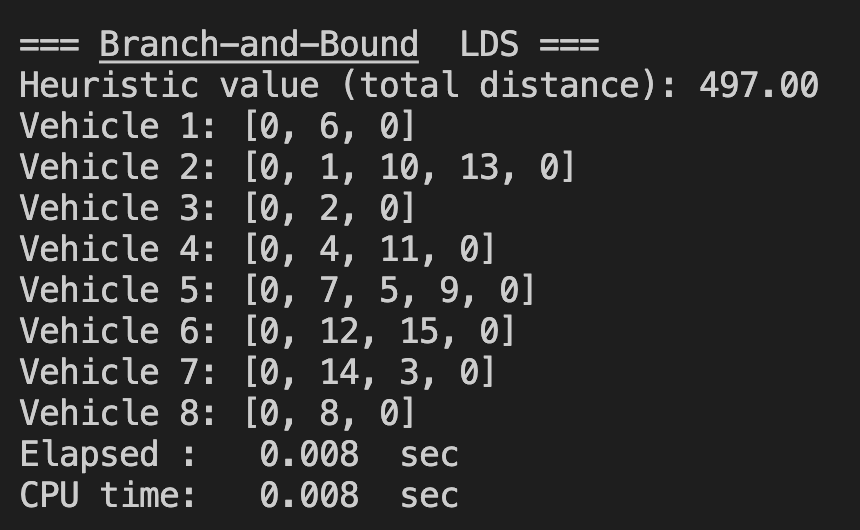 === Branch-and-Bound  LDS ===
Heuristic value (total distance): 497.00
Vehicle 1: [0, 6, 0]
Vehicle 2: [0, 1, 10, 13, 0]
Vehicle 3: [0, 2, 0]
Vehicle 4: [0, 4, 11, 0]
Vehicle 5: [0, 7, 5, 9, 0]
Vehicle 6: [0, 12, 15, 0]
Vehicle 7: [0, 14, 3, 0]
Vehicle 8: [0, 8, 0]
Elapsed :   0.008  sec
CPU time:   0.008  sec